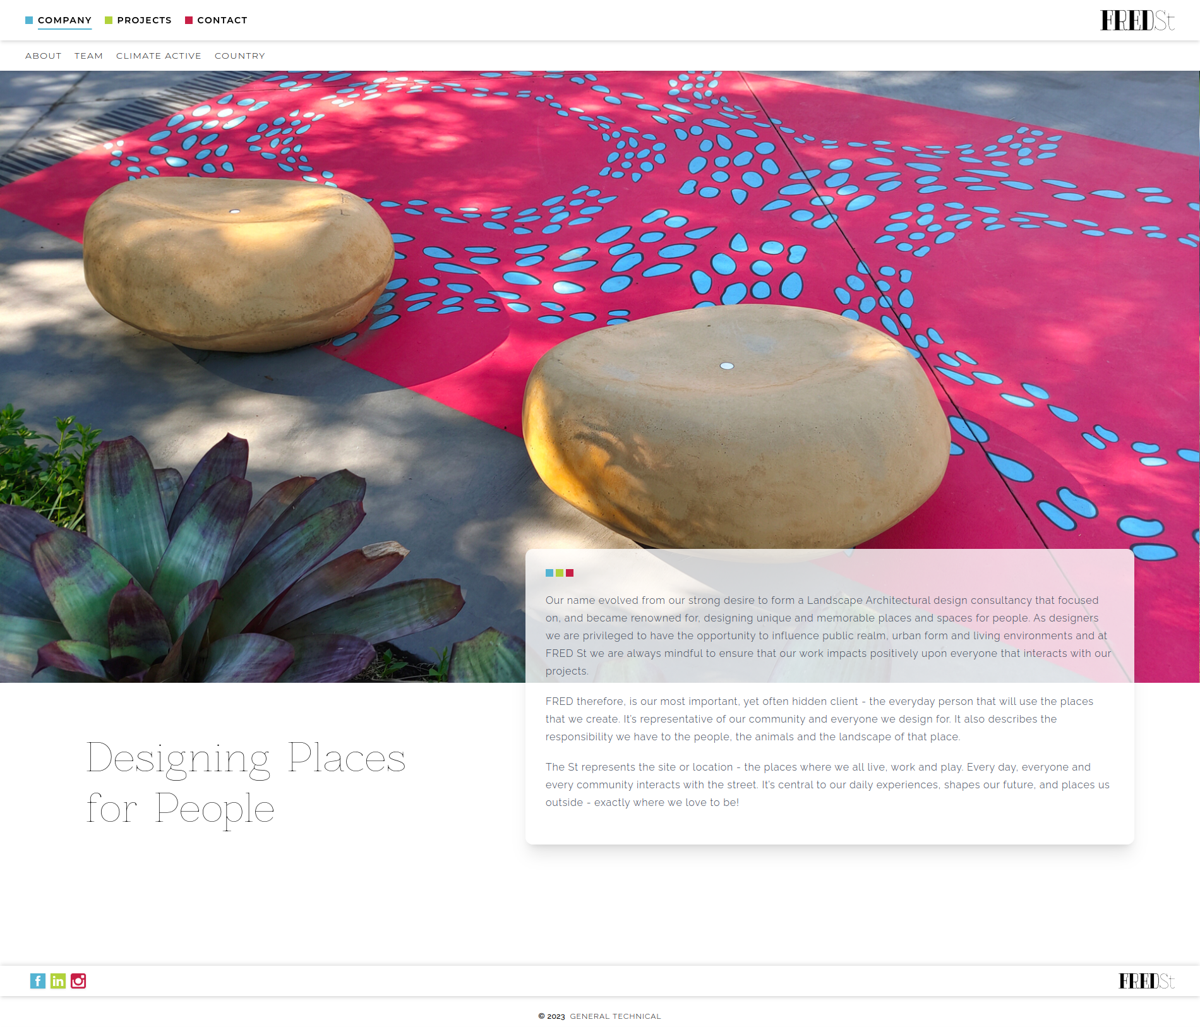 COMPANY PROJECTS CONTACT FREDSt
ABOUT TEAM CLIMATE ACTIVE COUNTRY
Our name evolved from our strong desire to form a Landscape Architectural design consultancy that focused
on, and became renowned for, designing unique and memorable places and spaces for people. As designers
we are privileged to have the opportunity to influence public realm, urban form and living environments and at
FRED St we are always mindful to ensure that our work impacts positively upon everyone that interacts with our
projects.
FRED therefore, is our most important, yet often hidden client - the everyday person that will use the places
that we create. It's representative of our community and everyone we design for. It also describes the
responsibility we have to the people, the animals and the landscape of that place.
The St represents the site or location - the places where we all live, work and play. Every day, everyone and
every community interacts with the street. It's central to our daily experiences, shapes our future, and places us
outside - exactly where we love to be!
Designing Places
for People
f in FREDSt
© 2023 GENERAL TECHNICAL